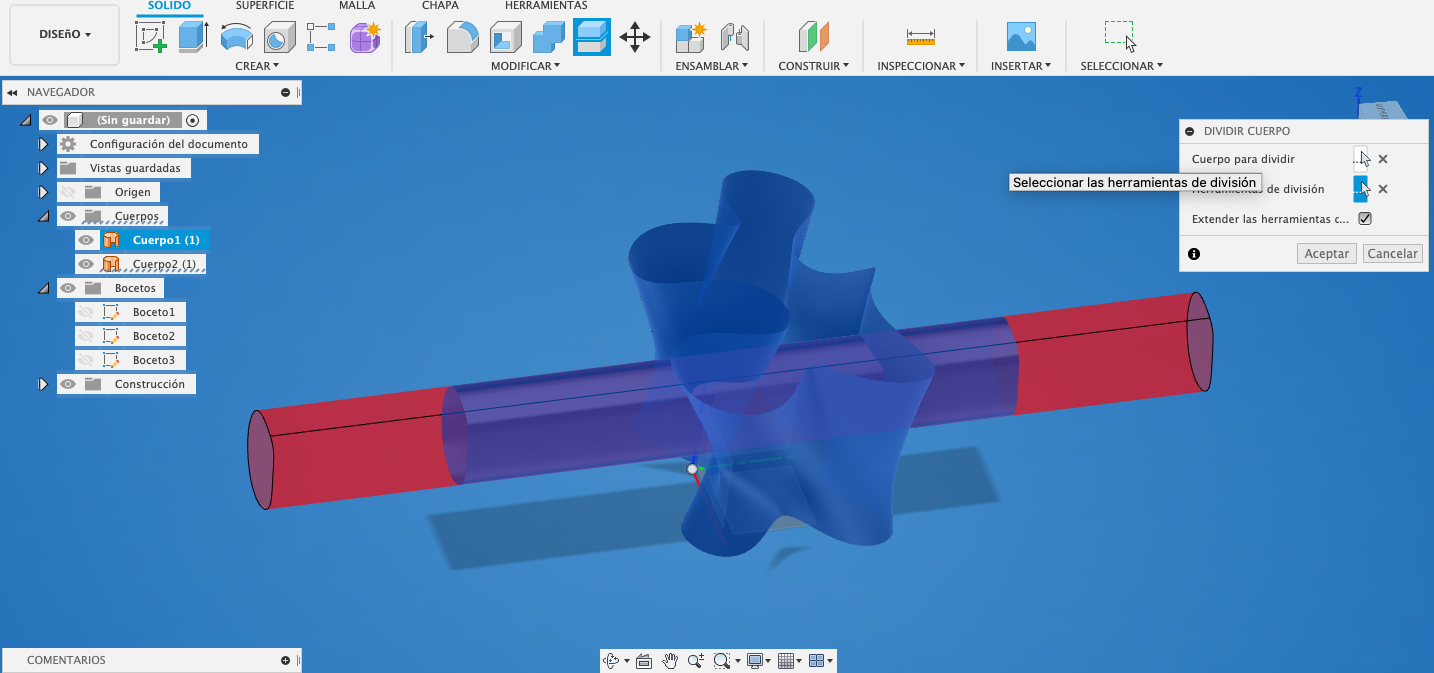 SÓLIDO SUPERFICIE MALLA CHAPA HERRAMIENTAS
DISEñO
CREAR MODIFICAR ENSAMBLAR CONSTRUIR INSPECCIONAR INSERTAR SELECCIONAR
NAVEGADOR
(Sin guardar)
Configuración del documento
Vistas guardadas
Origen
Cuerpos
Cuerpo1 (1)
Cuerpo2 (1)
Bocetos
Boceto1
Boceto2
Boceto3
Construcción
Z
DIVIDIR CUERPO
Cuerpo para dividir
Seleccionar las herramientas de división
Herramientas de división
Extender las herramientas c...
Aceptar Cancelar
COMENTARIOS